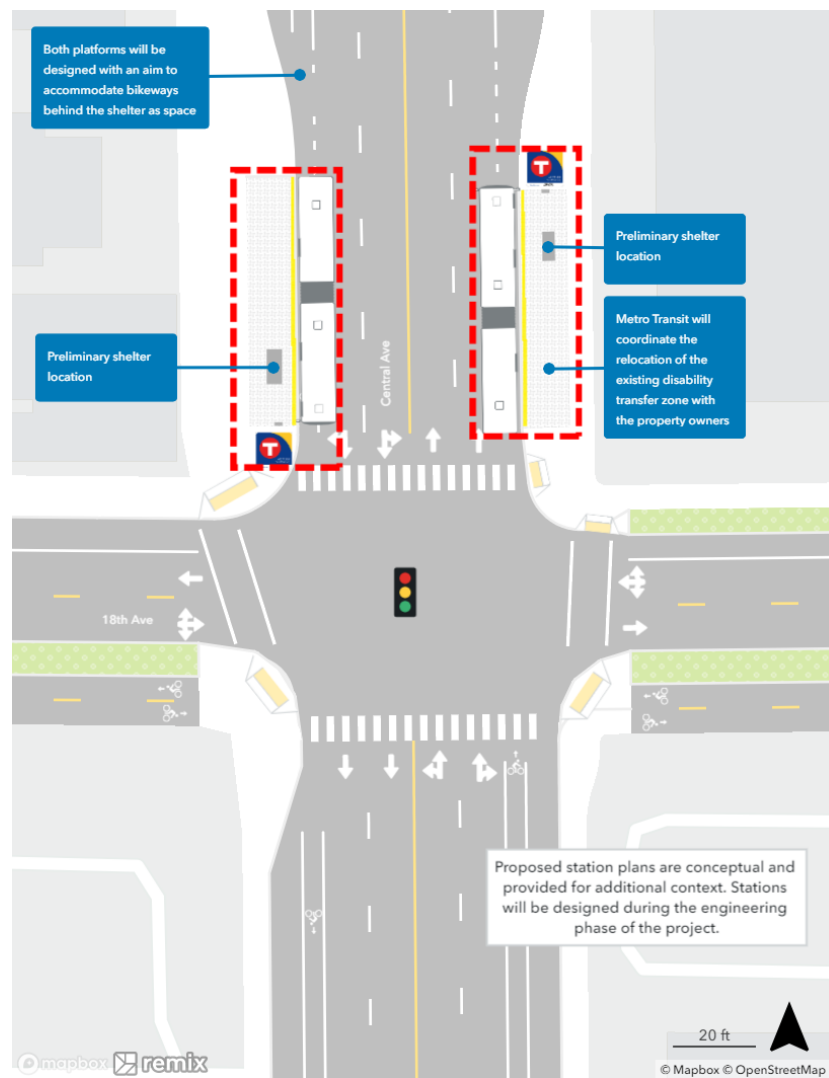 Both platforms will be
designed with an aim to
accommodate bikeways
behind the shelter as space
T
T
Preliminary shelter
location
Metro Transit will
coordinate the
relocation of the
existing disability
transfer zone with
the property owners
Preliminary shelter
location
Central Ave
18th Ave
Proposed station plans are conceptual and
provided for additional context. Stations
will be designed during the engineering
phase of the project.
20 ft
mapbox remix
© Mapbox © OpenStreetMap